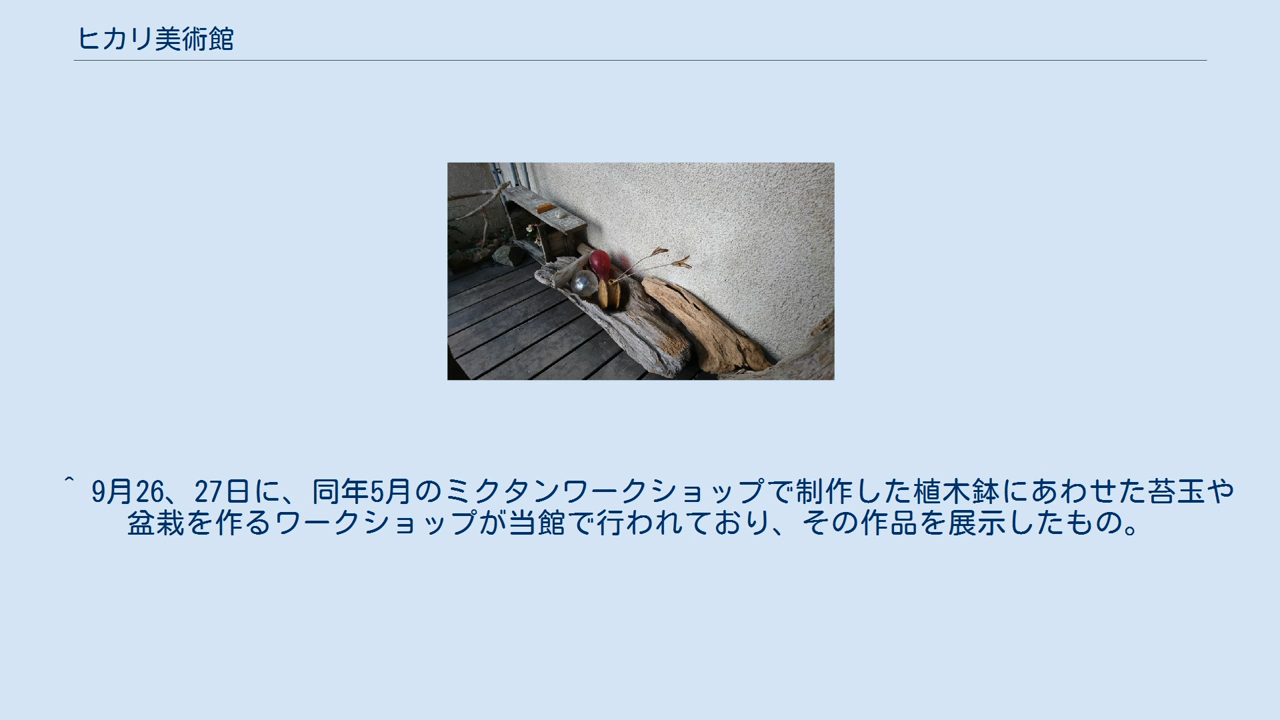 ヒカリ美術館
^ 9月26、27日に、同年5月のミクタンワークショップで制作した植木鉢にあわせた苔玉や
盆栽を作るワークショップが当館で行われており、その作品を展示したもの。